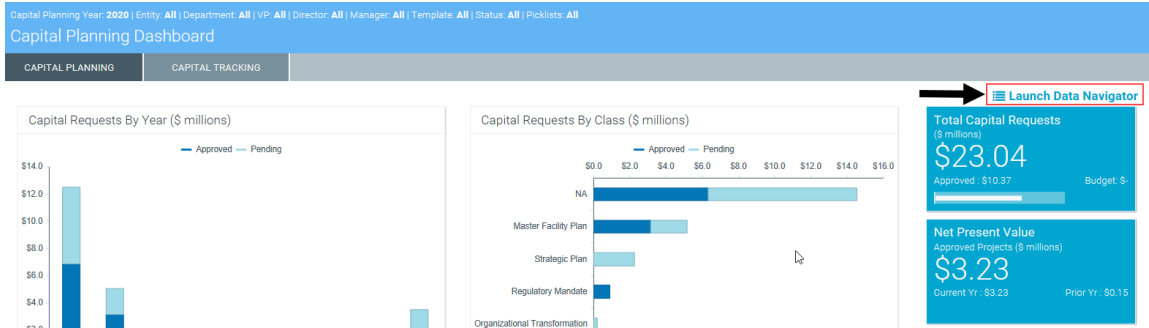 Capital Planning Year: 2020 | Entity: All | Department: All | VP: All | Director: All | Manager: All | Template: All | Status: All | Picklists: All
Capital Planning Dashboard
CAPITAL PLANNING CAPITAL TRACKING
Launch Data Navigator
Capital Requests By Year ($ millions)
Approved Pending
$14.0
$12.0
$10.0
$8.0
$6.0
$4.0
Capital Requests By Class ($ millions)
Approved Pending
$0.0 $2.0 $4.0 $6.0 $8.0 $10.0 $12.0 $14.0 $16.0
NA
Master Facility Plan
Strategic Plan
Regulatory Mandate
Organizational Transformation
Total Capital Requests
($ millions)
$23.04
Approved : $10.37 Budget: $-
Net Present Value
Approved Projects ($ millions)
$3.23
Current Yr : $3.23 Prior Yr : $0.15